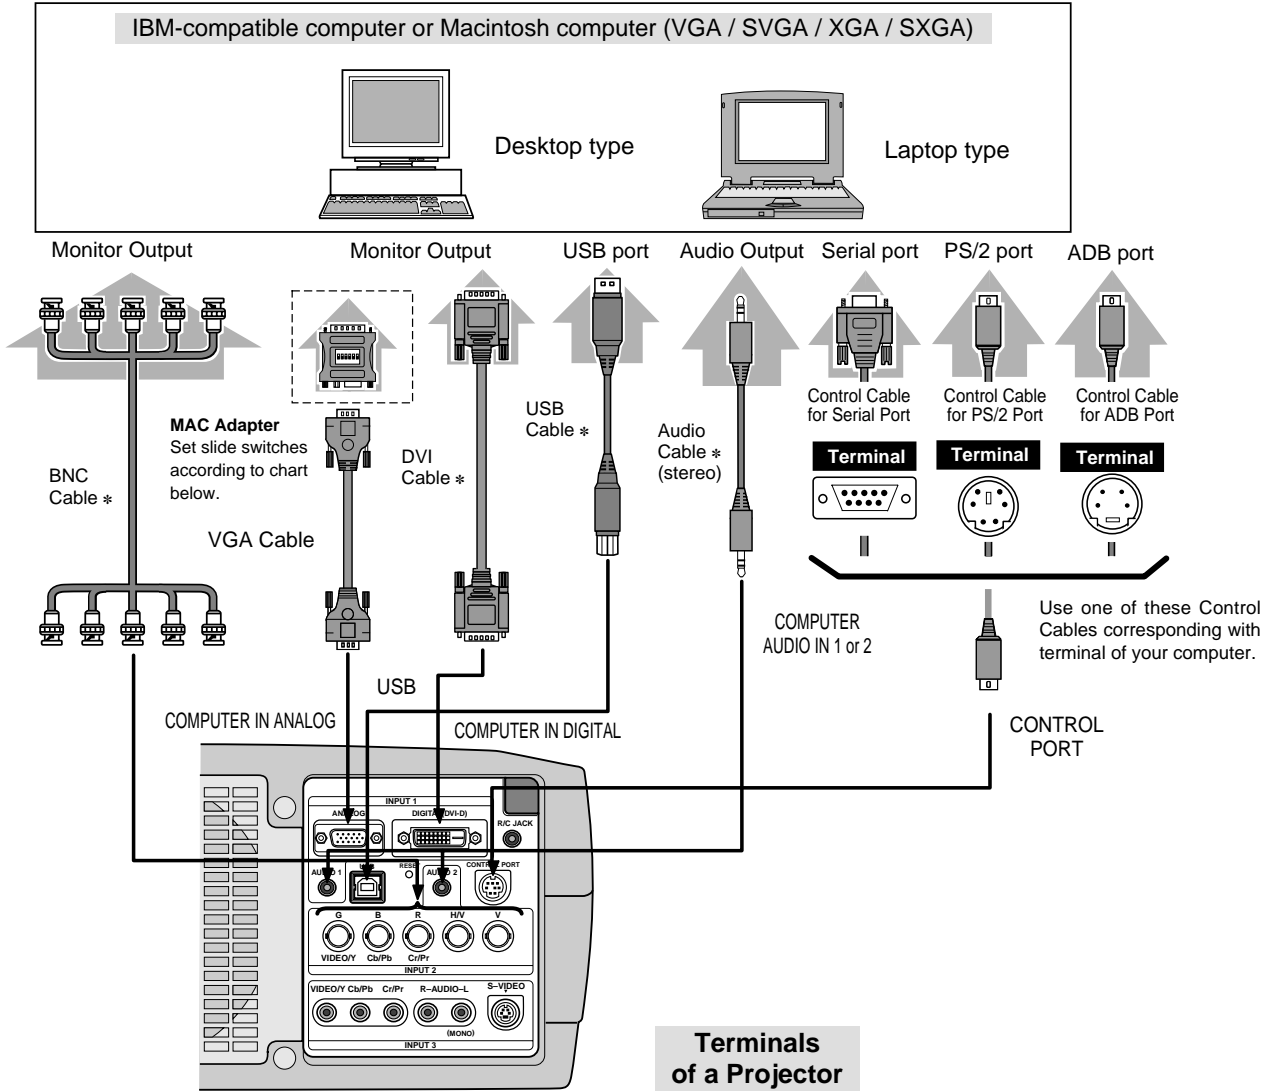 IBM-compatible computer or Macintosh computer (VGA / SVGA / XGA / SXGA)
Desktop type
Laptop type
Monitor Output
Monitor Output
USB port
Audio Output
Serial port
PS/2 port
ADB port
Control Cable
for Serial Port
Control Cable
for PS/2 Port
Control Cable
for ADB Port
MAC Adapter
Set slide switches
according to chart
below.
BNC
Cable ∗
DVI
Cable ∗
USB
Cable ∗
Audio
Cable ∗
(stereo)
Terminal
Terminal
Terminal
VGA Cable
COMPUTER
AUDIO IN 1 or 2
Use one of these Control
Cables corresponding with
terminal of your computer.
USB
COMPUTER IN ANALOG
COMPUTER IN DIGITAL
CONTROL
PORT
INPUT 1
ANALOG
DIGITAL (DVI-D)
R/C JACK
AUDIO 1
USB
RESET
AUDIO 2
CONTROL PORT
G
B
R
H/V
V
VIDEO/Y
Cb/Pb
Cr/Pr
INPUT 2
VIDEO/Y
Cb/Pb
Cr/Pr
R–AUDIO–L
S–VIDEO
(MONO)
INPUT 3
Terminals
of a Projector